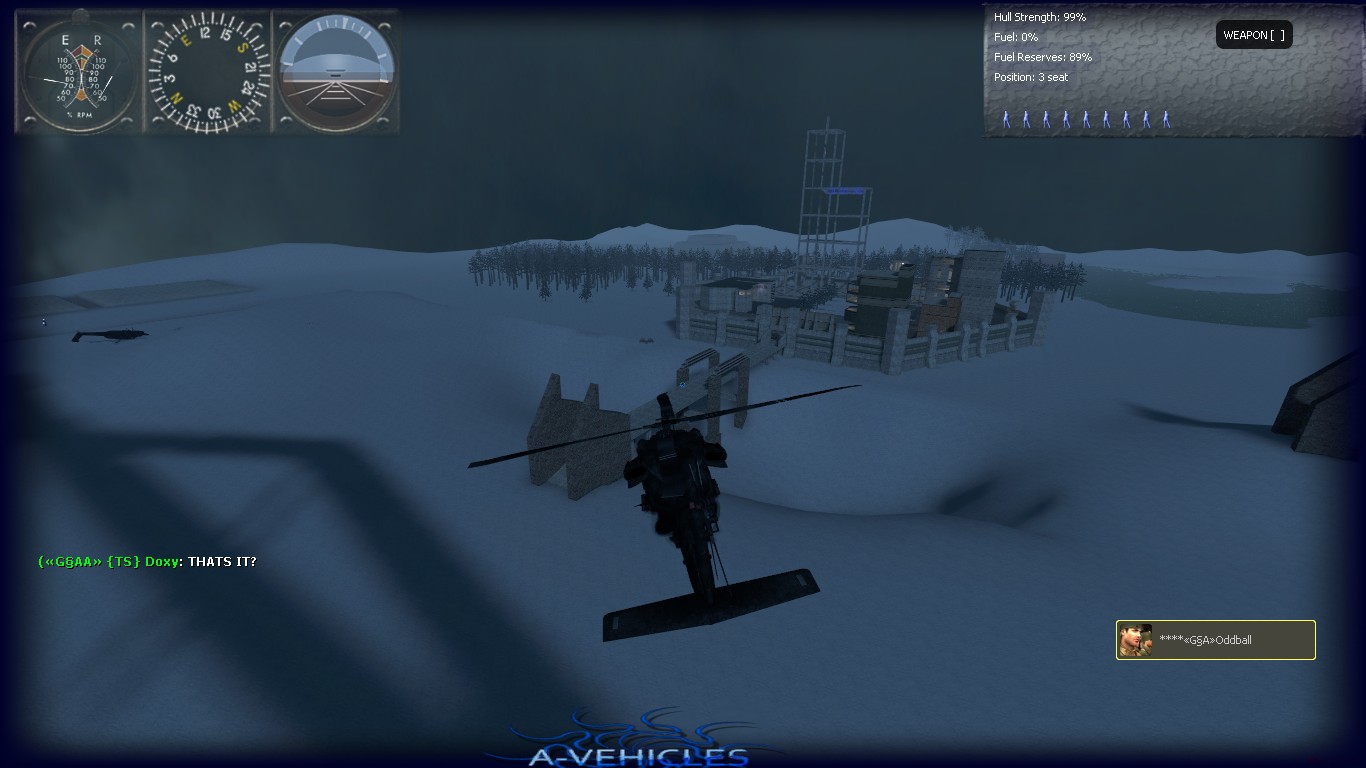 E R
110 110
100 100
90 90
80 80
70 70
60 60
50 50
% RPM
3 6 E 12 15 S 21 24 W 30 33 N
Hull Strength: 99%
Fuel: 0%
Fuel Reserves: 89%
Position: 3 seat
WEAPON [ ]
(«G§AA» {TS} Doxy: THATS IT?
****«G§A»Oddball
A-VEHICLES